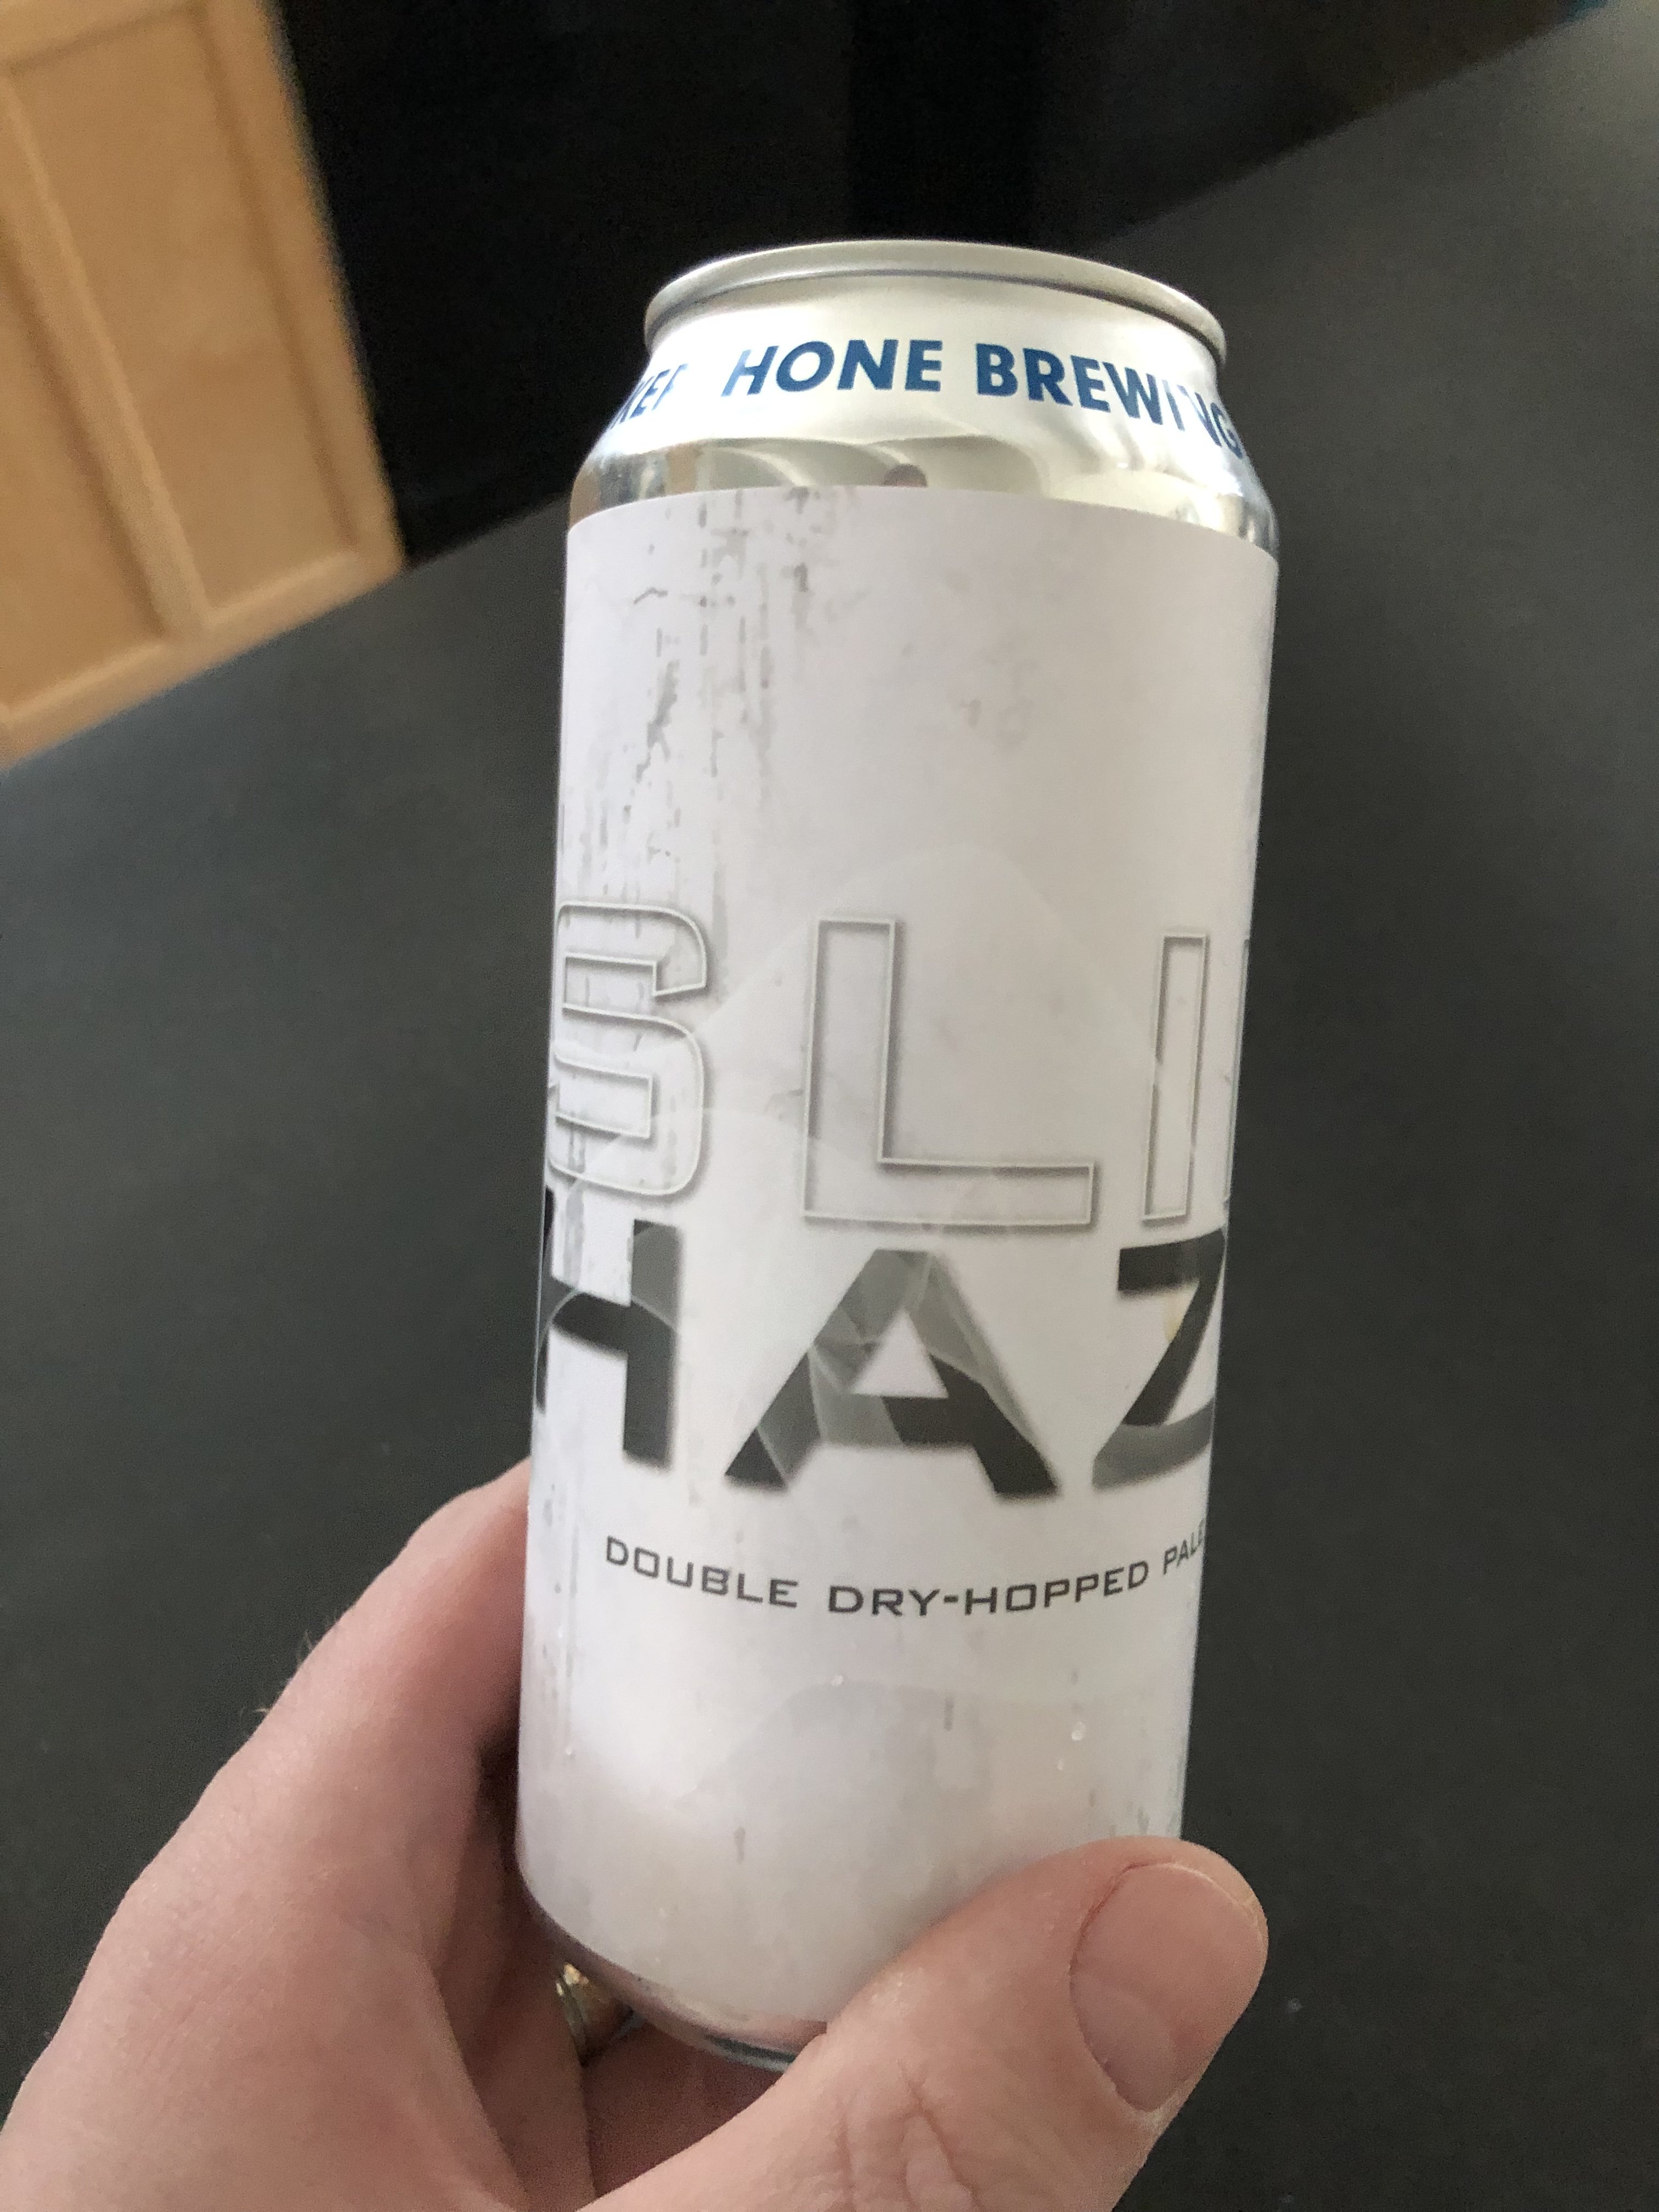 HONE BREWING
SLI
HAZ
DOUBLE DRY-HOPPED PALE